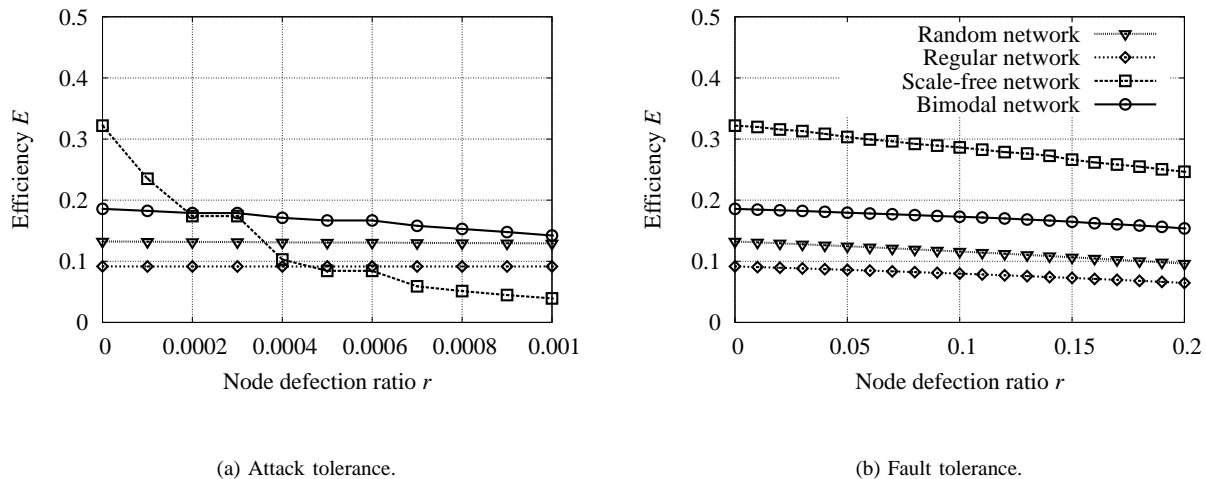 0.5
0.4
0.3
0.2
0.1
0
Efficiency E
0 0.0002 0.0004 0.0006 0.0008 0.001
Node defection ratio r
(a) Attack tolerance.
0.5
0.4
0.3
0.2
0.1
0
Efficiency E
Random network
Regular network
Scale-free network
Bimodal network
0 0.05 0.1 0.15 0.2
Node defection ratio r
(b) Fault tolerance.